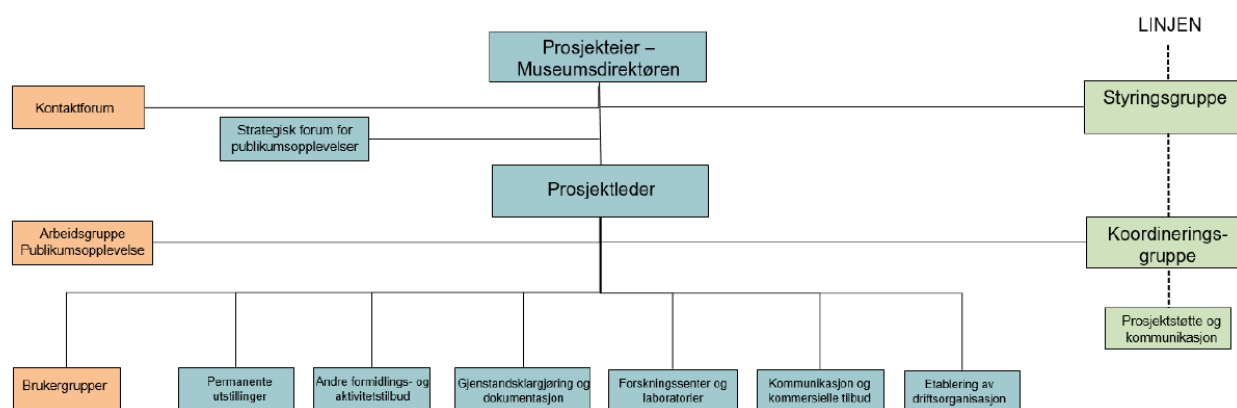 LINJEN
Prosjekteier –
Museumsdirektøren
Kontaktforum
Styringsgruppe
Strategisk forum for
publikumsopplevelser
Prosjektleder
Arbeidsgruppe
Publikumsopplevelse
Koordinerings-
gruppe
Prosjektstøtte og
kommunikasjon
Brukergrupper
Permanente
utstillinger
Andre formidlings- og
aktivitetstilbud
Gjenstandsklargjøring og
dokumentasjon
Forskningssenter og
laboratorier
Kommunikasjon og
kommersielle tilbud
Etablering av
driftsorganisasjon